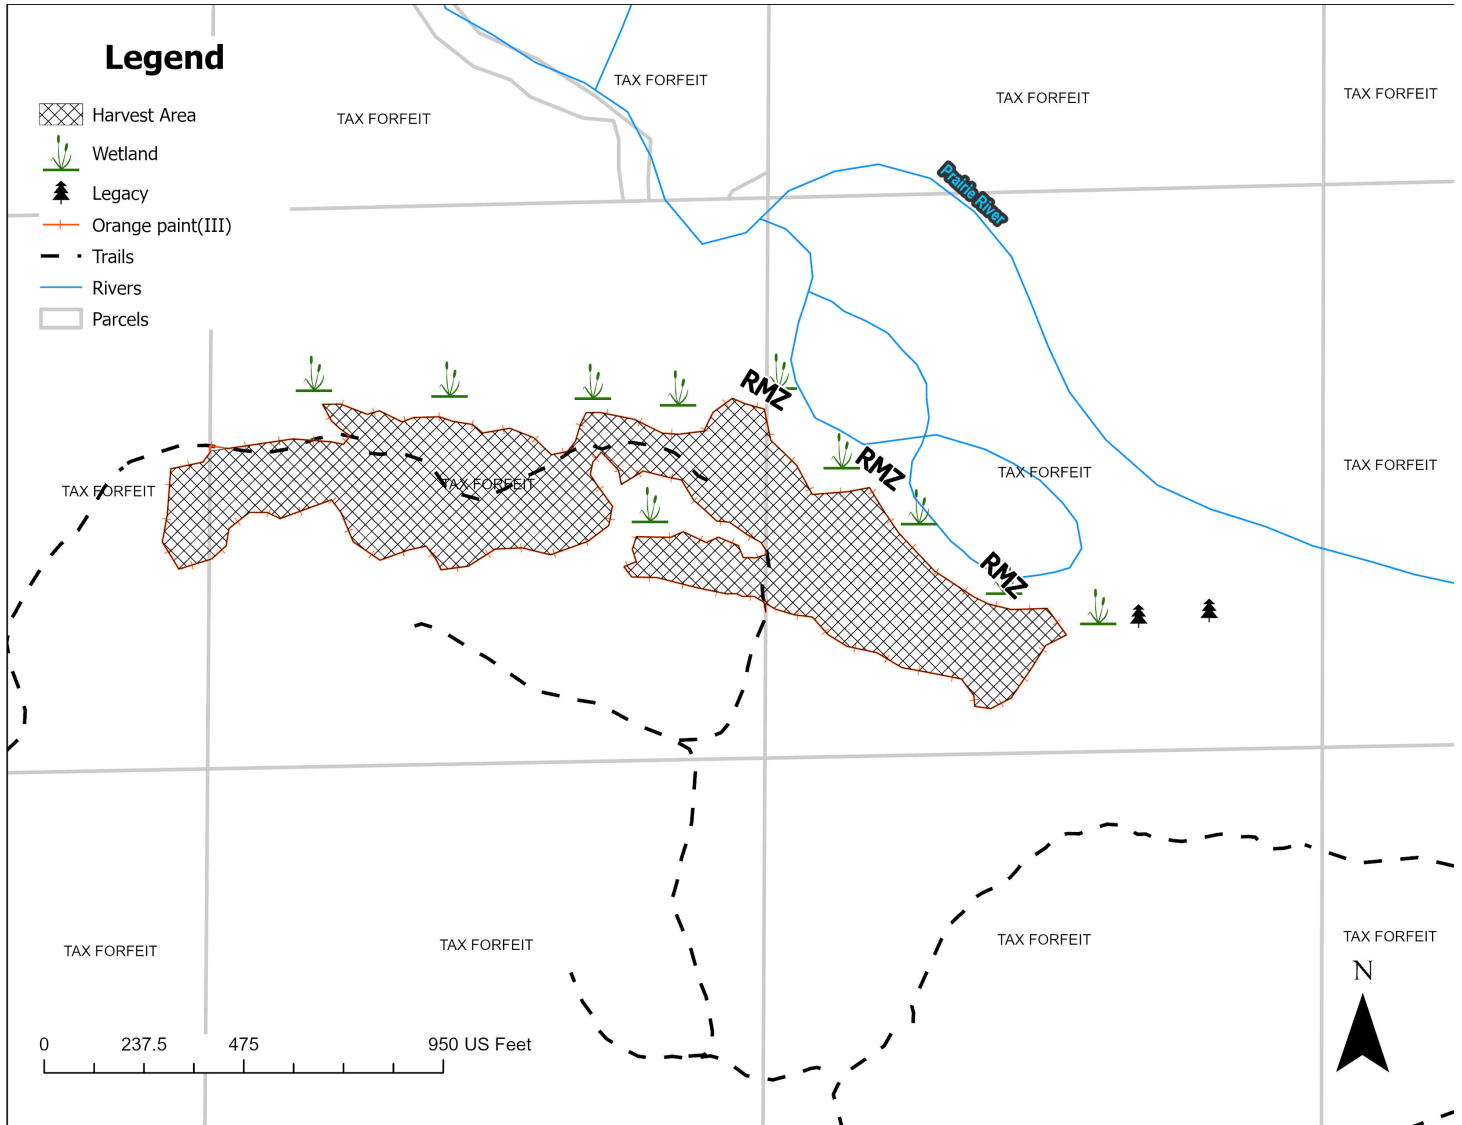 Legend
Harvest Area
Wetland
Legacy
Orange paint(III)
Trails
Rivers
Parcels
TAX FORFEIT
TAX FORFEIT
TAX FORFEIT
TAX FORFEIT
Prairie River
RMZ
RMZ
RMZ
TAX FORFEIT
TAX FORFEIT
TAX FORFEIT
TAX FORFEIT
TAX FORFEIT
TAX FORFEIT
TAX FORFEIT
TAX FORFEIT
N
0 237.5 475 950 US Feet